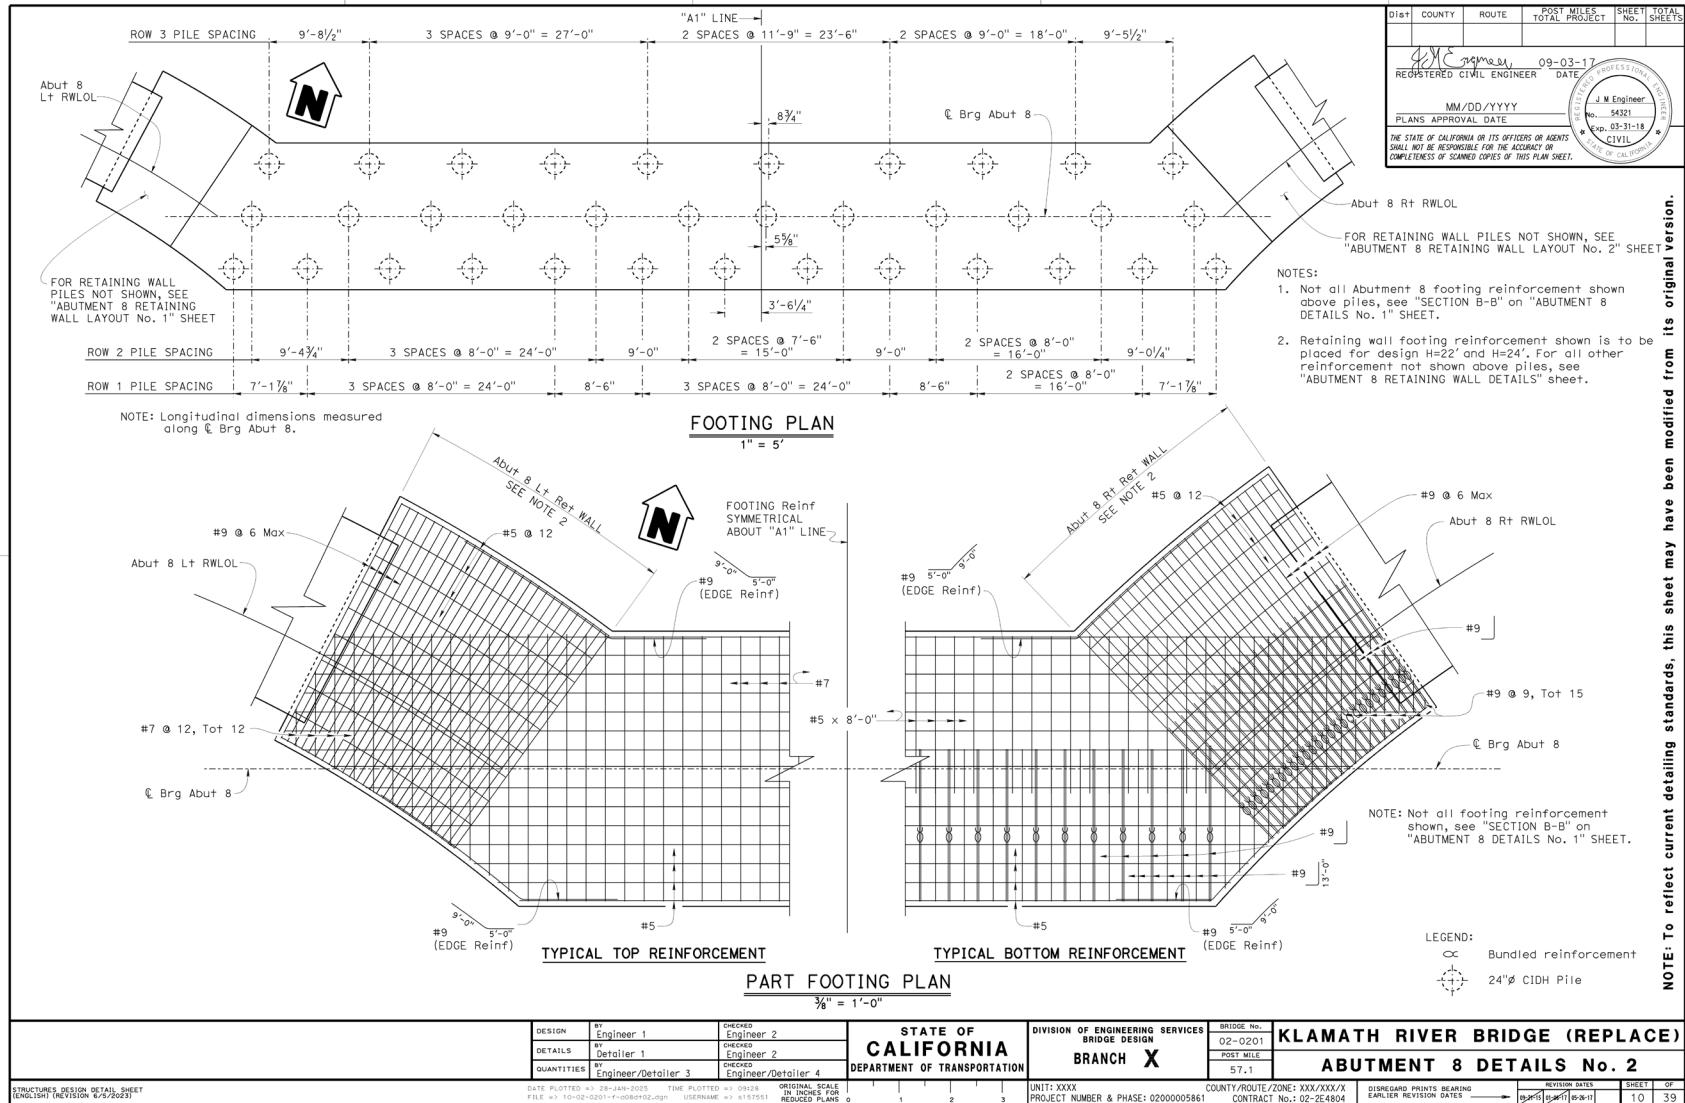 "A1" LINE
ROW 3 PILE SPACING
9'-8½"
3 SPACES @ 9'-0" = 27'-0"
2 SPACES @ 11'-9" = 23'-6"
2 SPACES @ 9'-0" = 18'-0"
9'-5½"
Abut 8
Lt RWLOL
N
8¾"
℄ Brg Abut 8
Abut 8 Rt RWLOL
FOR RETAINING WALL PILES NOT SHOWN, SEE
"ABUTMENT 8 RETAINING WALL LAYOUT No. 2" SHEET
5⅝"
3'-6¼"
FOR RETAINING WALL
PILES NOT SHOWN, SEE
"ABUTMENT 8 RETAINING
WALL LAYOUT No. 1" SHEET
ROW 2 PILE SPACING
9'-4¾"
3 SPACES @ 8'-0" = 24'-0"
9'-0"
2 SPACES @ 7'-6"
= 15'-0"
9'-0"
2 SPACES @ 8'-0"
= 16'-0"
9'-0¼"
ROW 1 PILE SPACING
7'-1⅞"
3 SPACES @ 8'-0" = 24'-0"
8'-6"
3 SPACES @ 8'-0" = 24'-0"
8'-6"
2 SPACES @ 8'-0"
= 16'-0"
7'-1⅞"
NOTE: Longitudinal dimensions measured
along ℄ Brg Abut 8.
FOOTING PLAN
1" = 5'
Dist
COUNTY
ROUTE
POST MILES
TOTAL PROJECT
SHEET
No.
TOTAL
SHEETS
J M Engineer
09-03-17
REGISTERED CIVIL ENGINEER
DATE
MM/DD/YYYY
PLANS APPROVAL DATE
THE STATE OF CALIFORNIA OR ITS OFFICERS OR AGENTS
SHALL NOT BE RESPONSIBLE FOR THE ACCURACY OR
COMPLETENESS OF SCANNED COPIES OF THIS PLAN SHEET.
REGISTERED PROFESSIONAL ENGINEER
J M Engineer
No. 54321
Exp. 03-31-18
CIVIL
STATE OF CALIFORNIA
NOTES:
1. Not all Abutment 8 footing reinforcement shown
above piles, see "SECTION B-B" on "ABUTMENT 8
DETAILS No. 1" SHEET.
2. Retaining wall footing reinforcement shown is to be
placed for design H=22' and H=24'. For all other
reinforcement not shown above piles, see
"ABUTMENT 8 RETAINING WALL DETAILS" sheet.
NOTE: To reflect current detailing standards, this sheet may have been modified from its original version.
Abut 8 Lt Ret WALL
SEE NOTE 2
N
FOOTING Reinf
SYMMETRICAL
ABOUT "A1" LINE
#9 @ 6 Max
#5 @ 12
Abut 8 Lt RWLOL
9'-0"
5'-0"
#9
(EDGE Reinf)
#7
#5 x 8'-0"
#7 @ 12, Tot 12
℄ Brg Abut 8
9'-0"
5'-0"
#9
(EDGE Reinf)
#5
TYPICAL TOP REINFORCEMENT
Abut 8 Rt Ret WALL
SEE NOTE 2
#5 @ 12
#9 @ 6 Max
Abut 8 Rt RWLOL
#9
5'-0"
9'-0"
(EDGE Reinf)
#9
#9 @ 9, Tot 15
℄ Brg Abut 8
NOTE: Not all footing reinforcement
shown, see "SECTION B-B" on
"ABUTMENT 8 DETAILS No. 1" SHEET.
#9
#9
13'-0"
#5
#9
5'-0"
9'-0"
(EDGE Reinf)
TYPICAL BOTTOM REINFORCEMENT
PART FOOTING PLAN
⅜" = 1'-0"
LEGEND:
Bundled reinforcement
24"ø CIDH Pile
DESIGN
BY
Engineer 1
CHECKED
Engineer 2
DETAILS
BY
Detailer 1
CHECKED
Engineer 2
QUANTITIES
BY
Engineer/Detailer 3
CHECKED
Engineer/Detailer 4
STATE OF
CALIFORNIA
DEPARTMENT OF TRANSPORTATION
DIVISION OF ENGINEERING SERVICES
BRIDGE DESIGN
BRANCH X
BRIDGE No.
02-0201
POST MILE
57.1
KLAMATH RIVER BRIDGE (REPLACE)
ABUTMENT 8 DETAILS No. 2
STRUCTURES DESIGN DETAIL SHEET
(ENGLISH) (REVISION 6/5/2023)
DATE PLOTTED => 28-JAN-2025
TIME PLOTTED => 09:28
FILE => 10-02-0201-f-a08dt02.dgn
USERNAME => s157551
ORIGINAL SCALE
IN INCHES FOR
REDUCED PLANS
0 1 2 3
UNIT: XXXX
PROJECT NUMBER & PHASE: 02000005861
COUNTY/ROUTE/ZONE: XXX/XXX/X
CONTRACT No.: 02-2E4804
DISREGARD PRINTS BEARING
EARLIER REVISION DATES
REVISION DATES
05-26-17
SHEET
10
OF
39